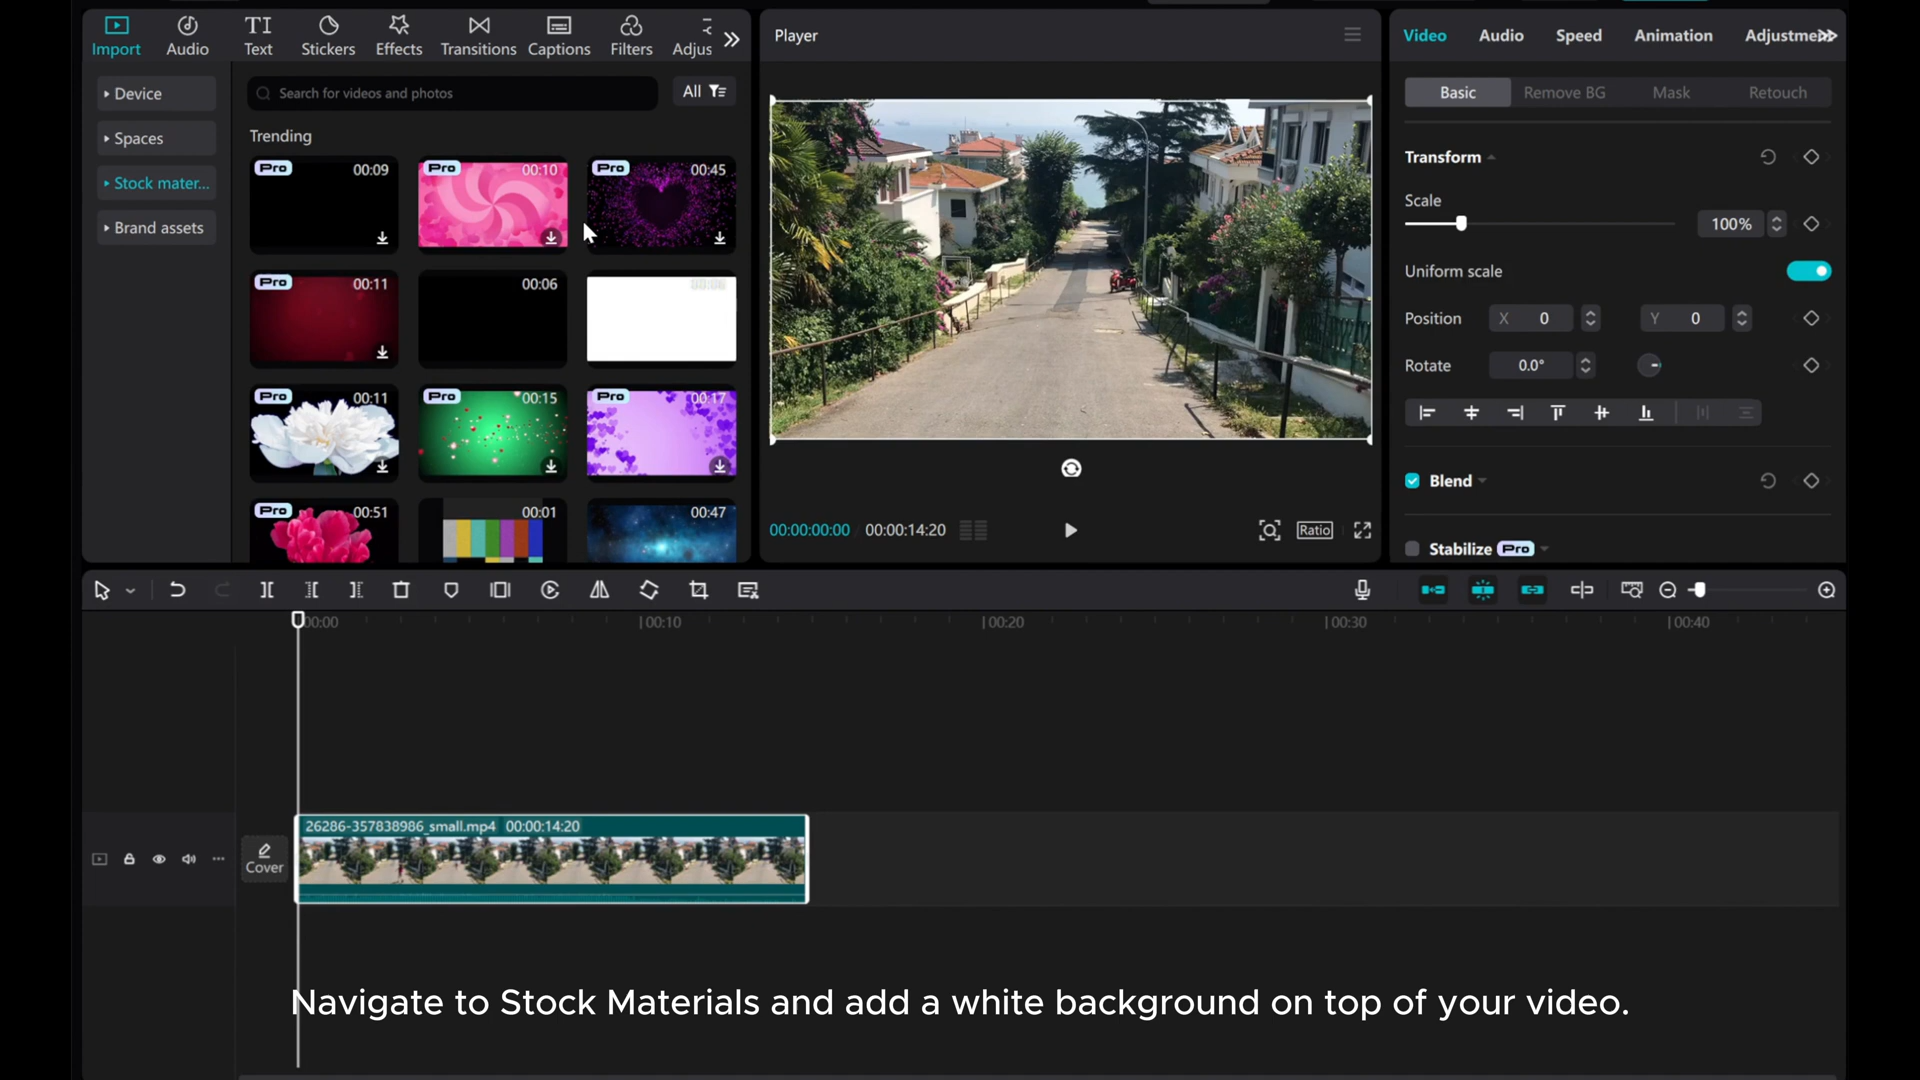 Import
Audio
Text
Stickers
Effects
Transitions
Captions
Filters
Adjus
Player
Video
Audio
Speed
Animation
Adjustment
Device
Spaces
Stock mater...
Brand assets
Search for videos and photos
All
Trending
Pro 00:09
Pro 00:10
Pro 00:45
Pro 00:11
00:06
Pro 00:11
Pro 00:15
Pro 00:17
Pro 00:51
00:01
00:47
00:00:00:00 00:00:14:20
Ratio
Basic
Remove BG
Mask
Retouch
Transform
Scale
100%
Uniform scale
Position X 0 Y 0
Rotate 0.0°
Blend
Stabilize Pro
00:00 00:10 00:20 00:30 00:40
Cover
26286-357838986_small.mp4 00:00:14:20
Navigate to Stock Materials and add a white background on top of your video.